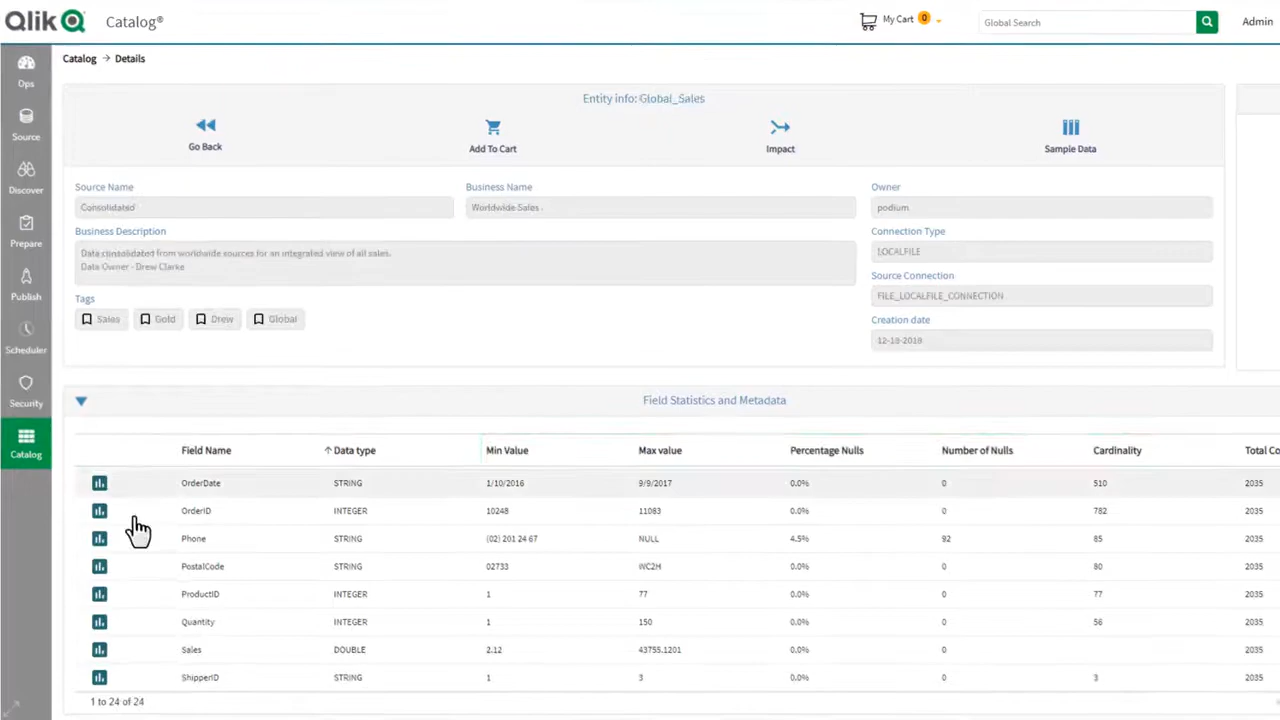 Qlik Catalog® My Cart 0 Global Search Admin
Catalog → Details
Ops
Source
Discover
Prepare
Publish
Scheduler
Security
Catalog
Entity info: Global_Sales
Go Back Add To Cart Impact Sample Data
Source Name Business Name Owner
Consolidated Worldwide Sales podium
Business Description Connection Type
Data consolidated from worldwide sources for an integrated view of all sales. LOCALFILE
Data Owner - Drew Clarke
Source Connection
FILE_LOCALFILE_CONNECTION
Tags
Sales Gold Drew Global
Creation date
12-18-2018
Field Statistics and Metadata
Field Name ↑ Data type Min Value Max value Percentage Nulls Number of Nulls Cardinality Total Co
OrderDate STRING 1/10/2016 9/9/2017 0.0% 0 510 2035
OrderID INTEGER 10248 11083 0.0% 0 782 2035
Phone STRING (02) 201 24 67 NULL 4.5% 92 85 2035
PostalCode STRING 02733 WC2H 0.0% 0 80 2035
ProductID INTEGER 1 77 0.0% 0 77 2035
Quantity INTEGER 1 150 0.0% 0 56 2035
Sales DOUBLE 2.12 43755.1201 0.0% 0 2035
ShipperID STRING 1 3 0.0% 0 3 2035
1 to 24 of 24